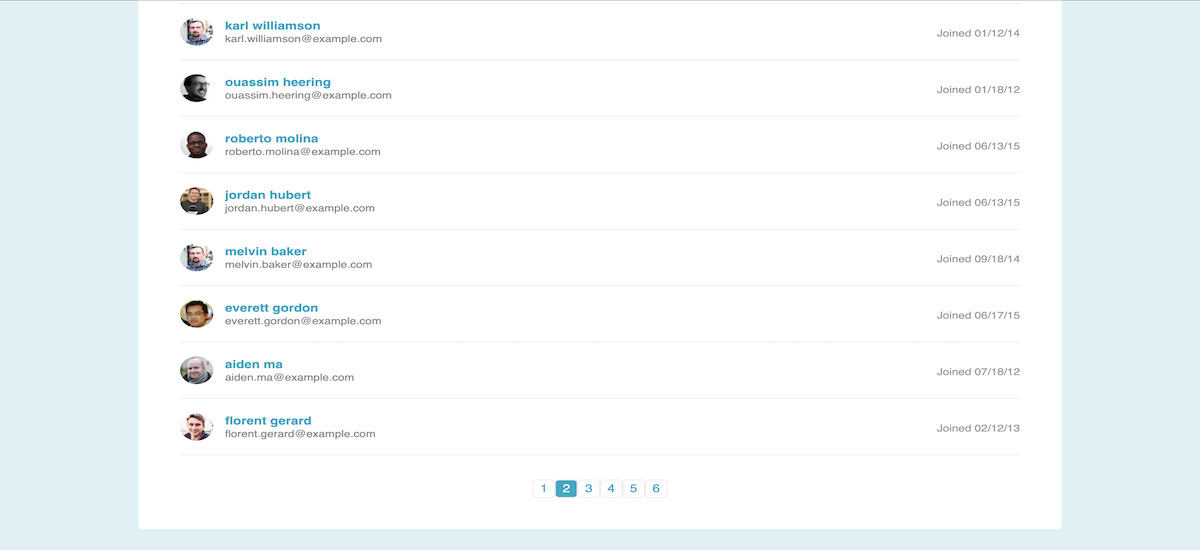 karl williamson
karl.williamson@example.com
Joined 01/12/14
ouassim heering
ouassim.heering@example.com
Joined 01/18/12
roberto molina
roberto.molina@example.com
Joined 06/13/15
jordan hubert
jordan.hubert@example.com
Joined 06/13/15
melvin baker
melvin.baker@example.com
Joined 09/18/14
everett gordon
everett.gordon@example.com
Joined 06/17/15
aiden ma
aiden.ma@example.com
Joined 07/18/12
florent gerard
florent.gerard@example.com
Joined 02/12/13
1 2 3 4 5 6